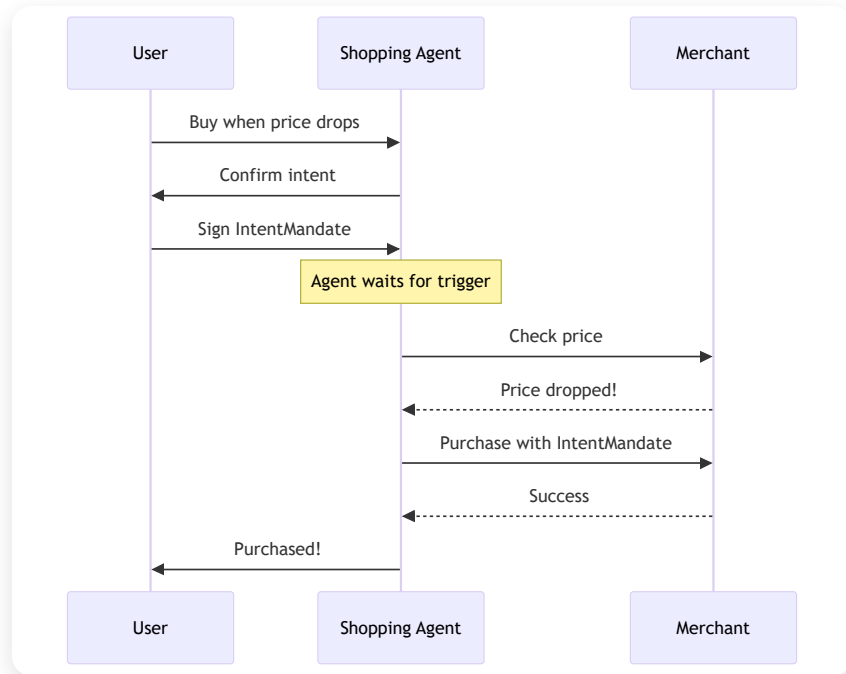 User
Shopping Agent
Merchant
Buy when price drops
Confirm intent
Sign IntentMandate
Agent waits for trigger
Check price
Price dropped!
Purchase with IntentMandate
Success
Purchased!
User
Shopping Agent
Merchant